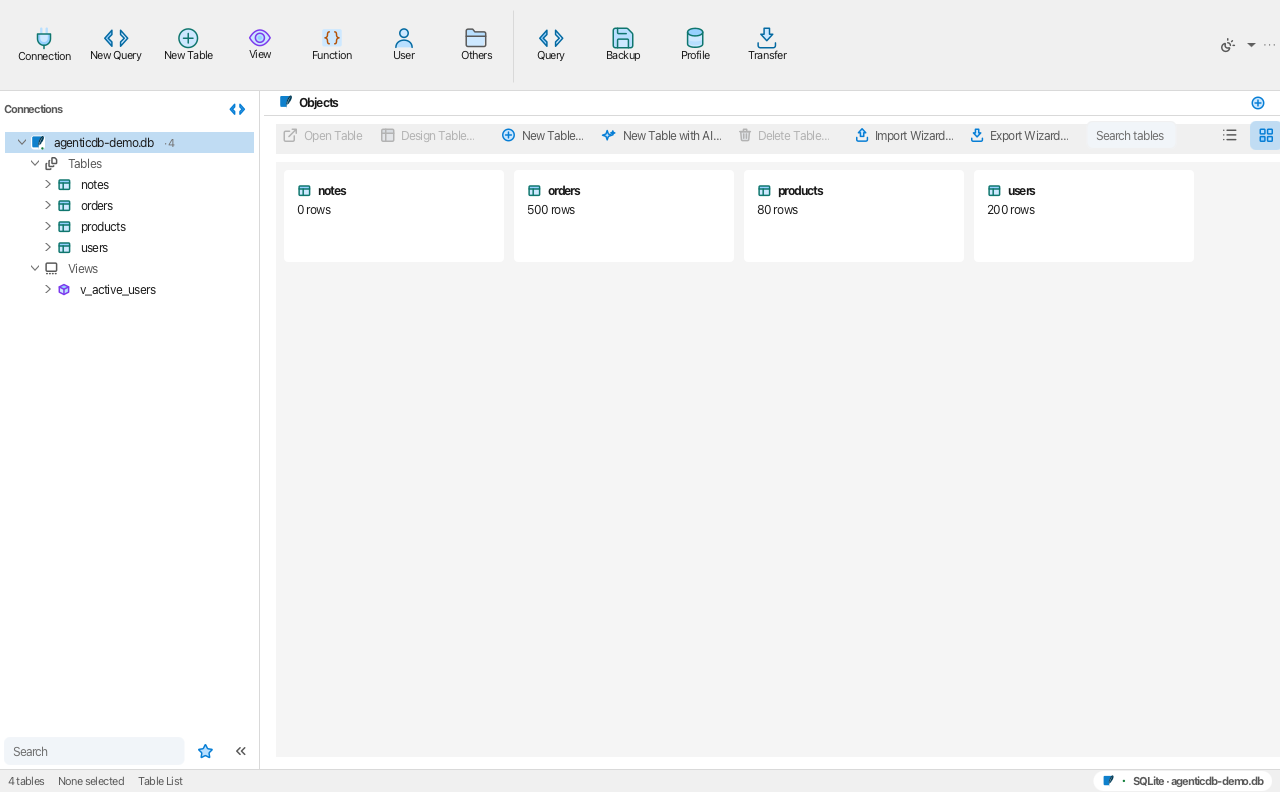 Connection
New Query
New Table
View
Function
User
Others
Query
Backup
Profile
Transfer
Connections
Objects
agenticdb-demo.db · 4
Tables
notes
orders
products
users
Views
v_active_users
Open Table
Design Table...
New Table...
New Table with AI...
Delete Table...
Import Wizard...
Export Wizard...
Search tables
notes
0 rows
orders
500 rows
products
80 rows
users
200 rows
Search
4 tables
None selected
Table List
SQLite · agenticdb-demo.db